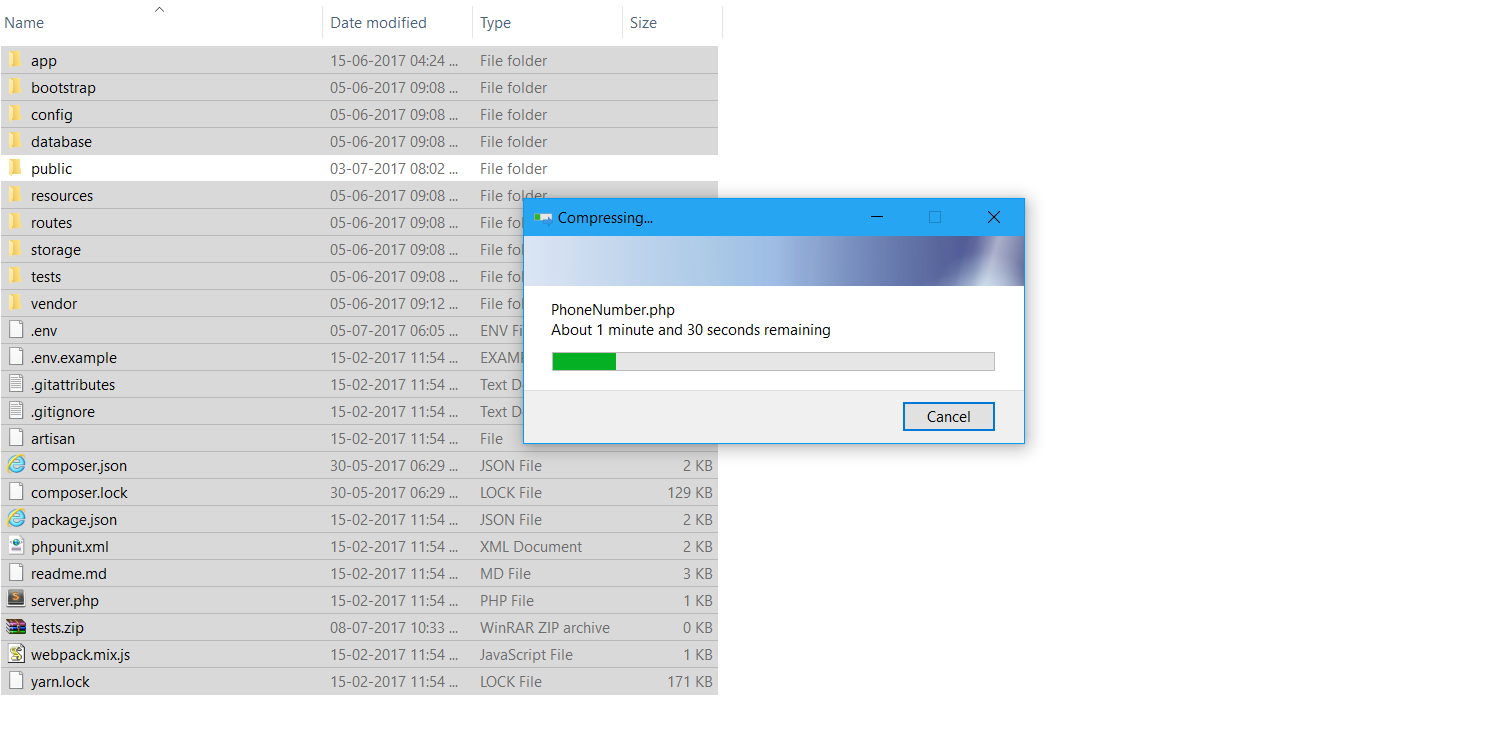 Name Date modified Type Size
app 15-06-2017 04:24 ... File folder
bootstrap 05-06-2017 09:08 ... File folder
config 05-06-2017 09:08 ... File folder
database 05-06-2017 09:08 ... File folder
public 03-07-2017 08:02 ... File folder
resources 05-06-2017 09:08 ... File folder
routes 05-06-2017 09:08 ... File fo
storage 05-06-2017 09:08 ... File fo
tests 05-06-2017 09:08 ... File fo
vendor 05-06-2017 09:12 ... File fo
.env 05-07-2017 06:05 ... ENV Fi
.env.example 15-02-2017 11:54 ... EXAM
.gitattributes 15-02-2017 11:54 ... Text D
.gitignore 15-02-2017 11:54 ... Text D
artisan 15-02-2017 11:54 ... File
composer.json 30-05-2017 06:29 ... JSON File 2 KB
composer.lock 30-05-2017 06:29 ... LOCK File 129 KB
package.json 15-02-2017 11:54 ... JSON File 2 KB
phpunit.xml 15-02-2017 11:54 ... XML Document 2 KB
readme.md 15-02-2017 11:54 ... MD File 3 KB
server.php 15-02-2017 11:54 ... PHP File 1 KB
tests.zip 08-07-2017 10:33 ... WinRAR ZIP archive 0 KB
webpack.mix.js 15-02-2017 11:54 ... JavaScript File 1 KB
yarn.lock 15-02-2017 11:54 ... LOCK File 171 KB
Compressing...
PhoneNumber.php
About 1 minute and 30 seconds remaining
Cancel